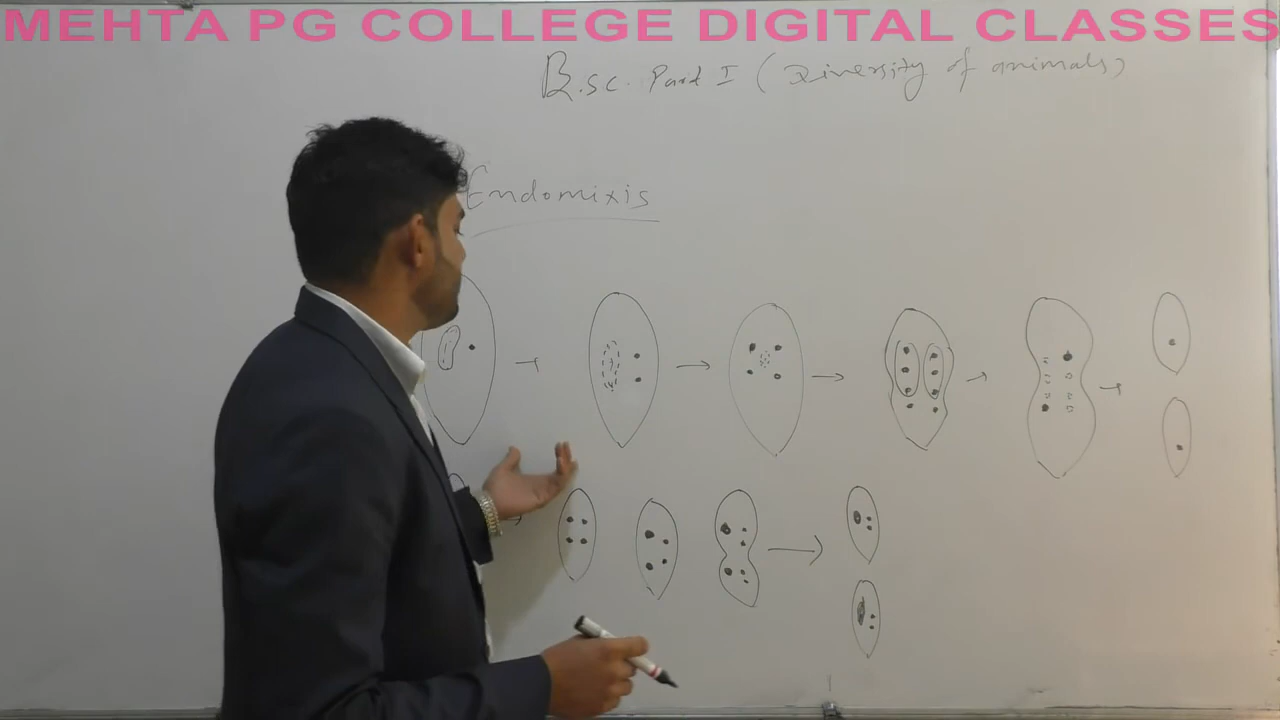 MEHTA PG COLLEGE DIGITAL CLASSES
B.sc. Part I (Diversity of animals)
Endomixis